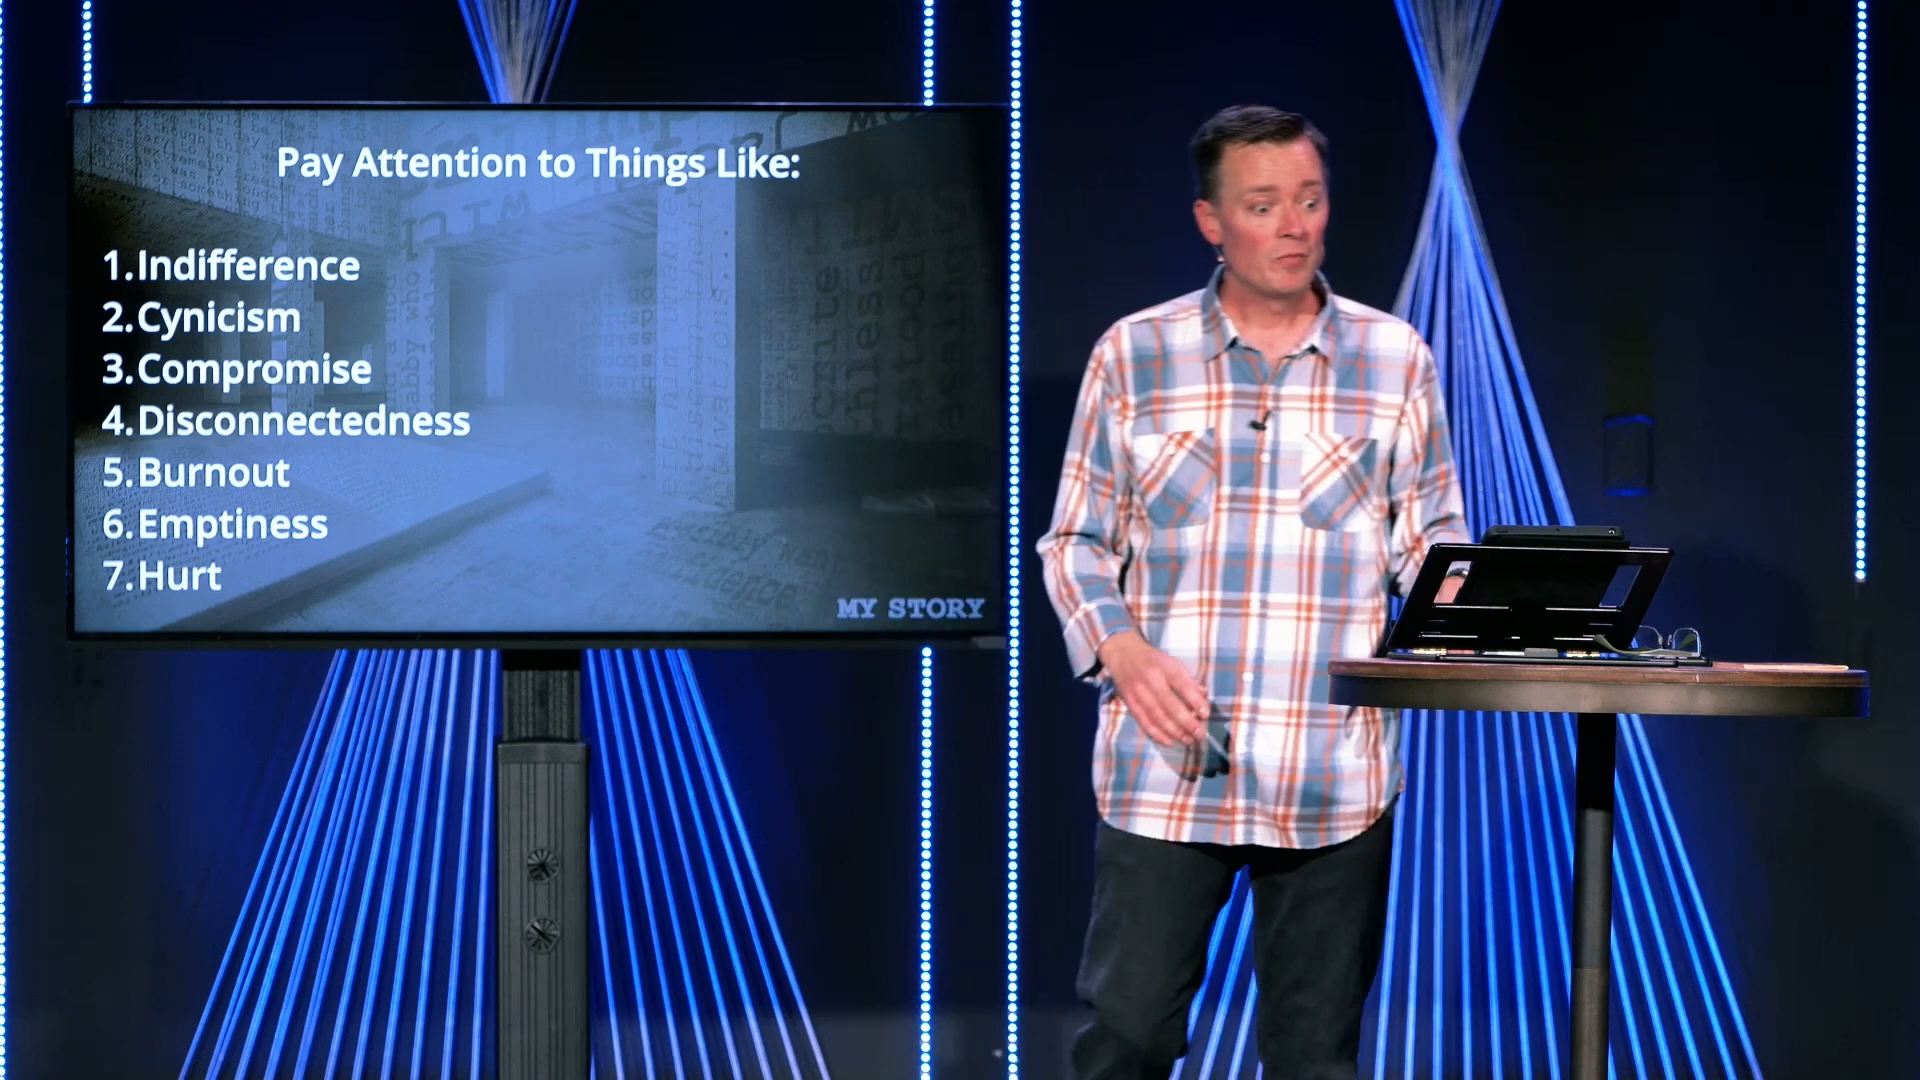 Pay Attention to Things Like:
1. Indifference
2. Cynicism
3. Compromise
4. Disconnectedness
5. Burnout
6. Emptiness
7. Hurt
MY STORY